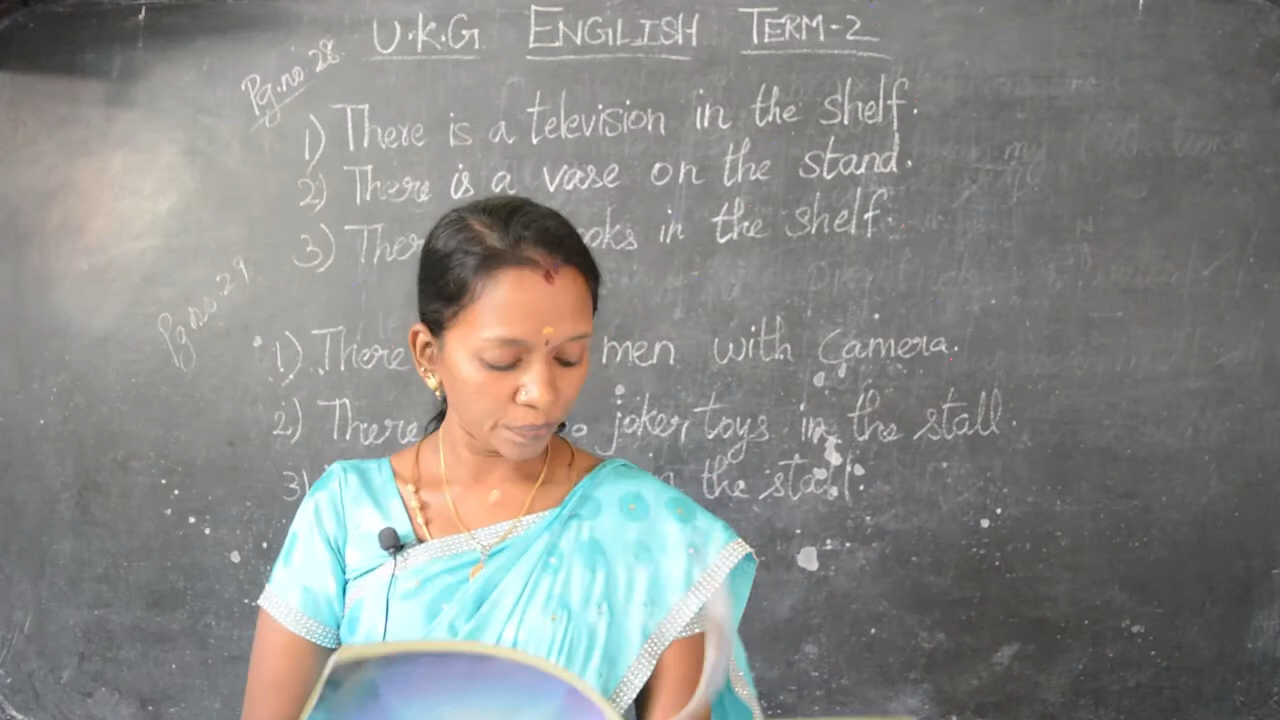 U.K.G ENGLISH TERM-2
Pg.no.28
1) There is a television in the shelf.
2) There is a vase on the stand.
3) Ther ooks in the shelf.
Pg.no.29
1) There men with camera.
2) There joker toys in the stall.
3) the stall.